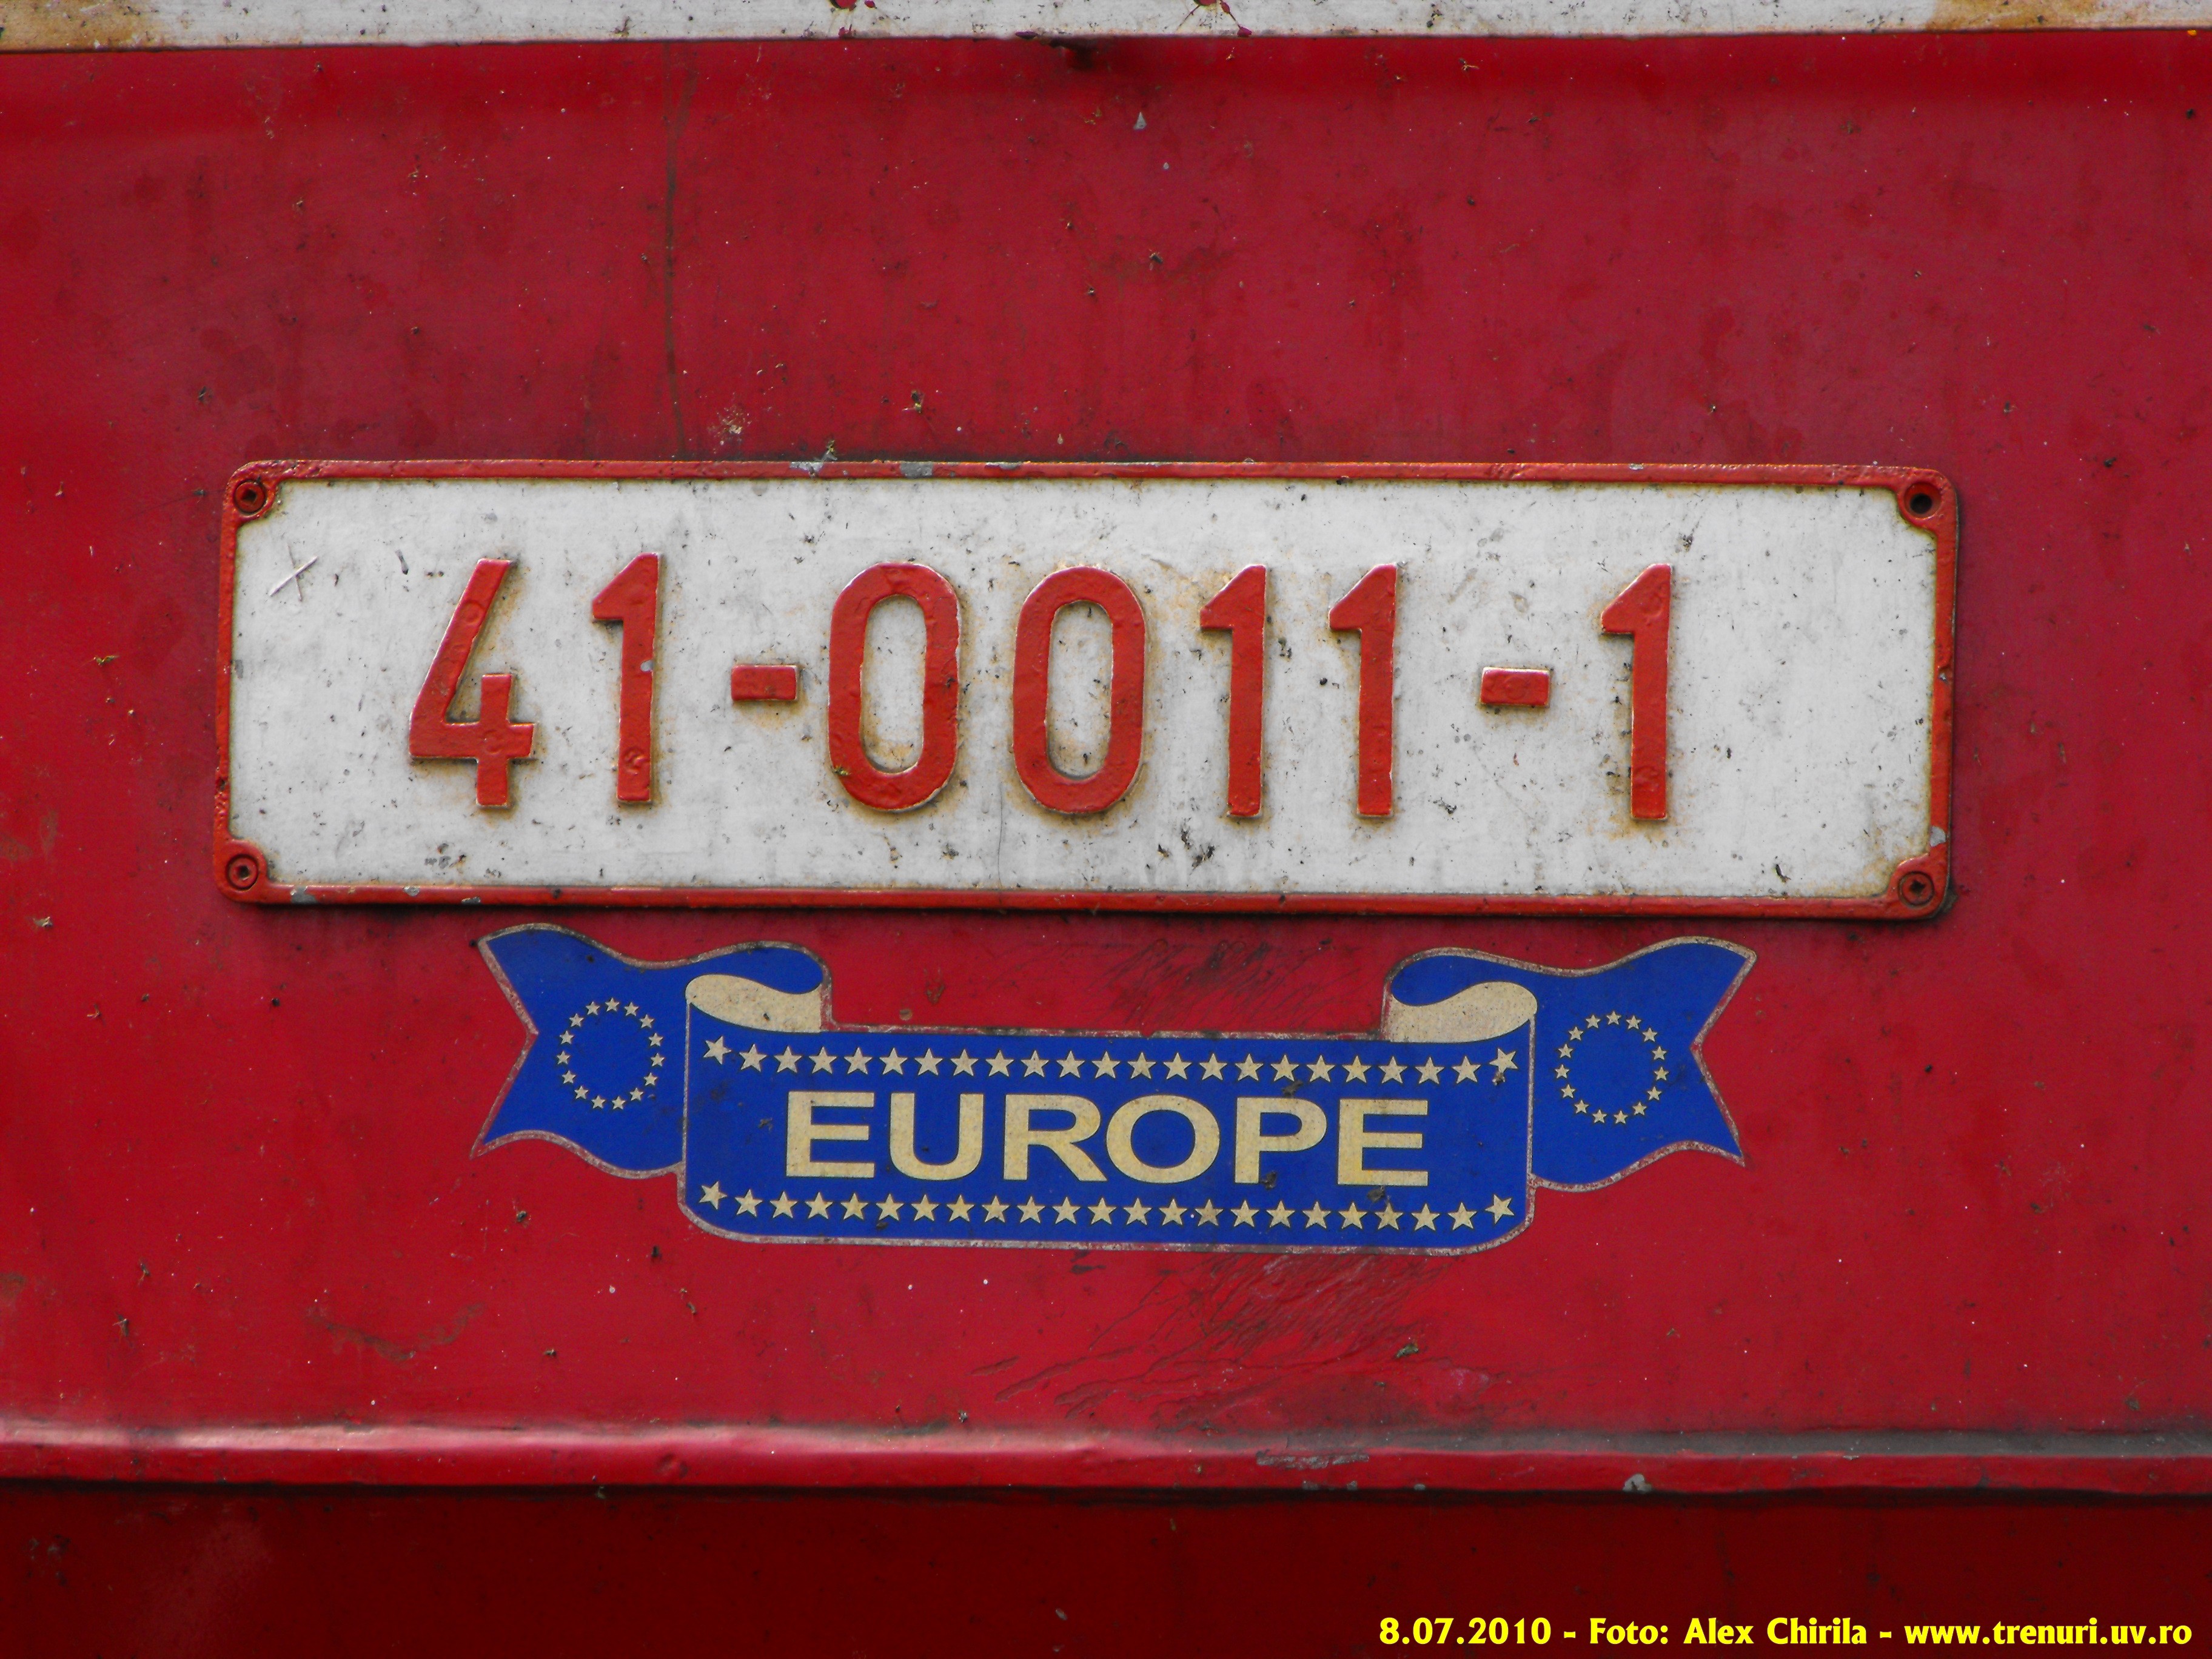 41-0011-1
EUROPE
8.07.2010 - Foto: Alex Chirila - www.trenuri.uv.ro